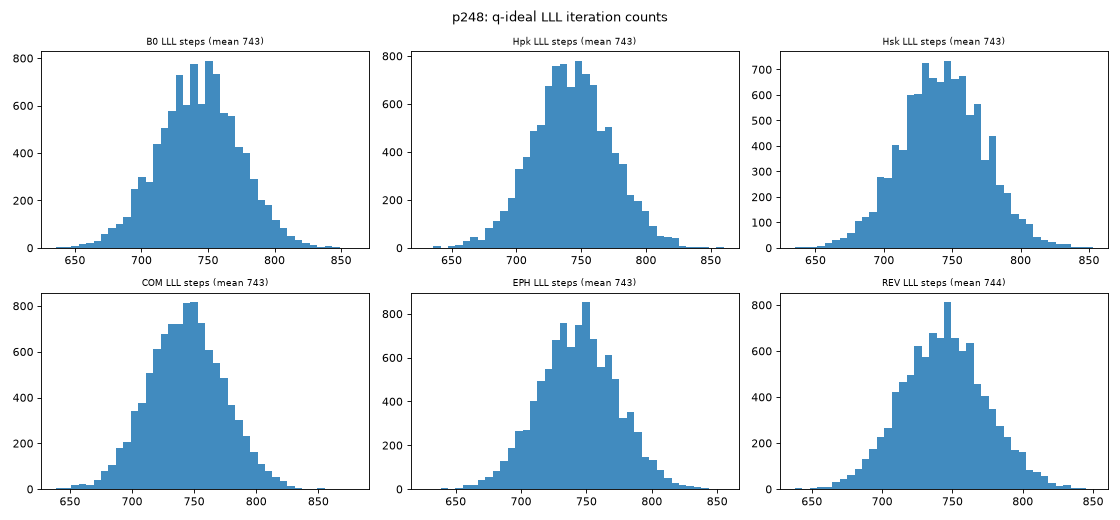 p248: q-ideal LLL iteration counts
B0 LLL steps (mean 743)
Hpk LLL steps (mean 743)
Hsk LLL steps (mean 743)
800
600
400
200
0
650 700 750 800 850
800
600
400
200
0
650 700 750 800 850
700
600
500
400
300
200
100
0
650 700 750 800 850
COM LLL steps (mean 743)
EPH LLL steps (mean 743)
REV LLL steps (mean 744)
800
600
400
200
0
650 700 750 800 850
800
600
400
200
0
650 700 750 800 850
800
600
400
200
0
650 700 750 800 850